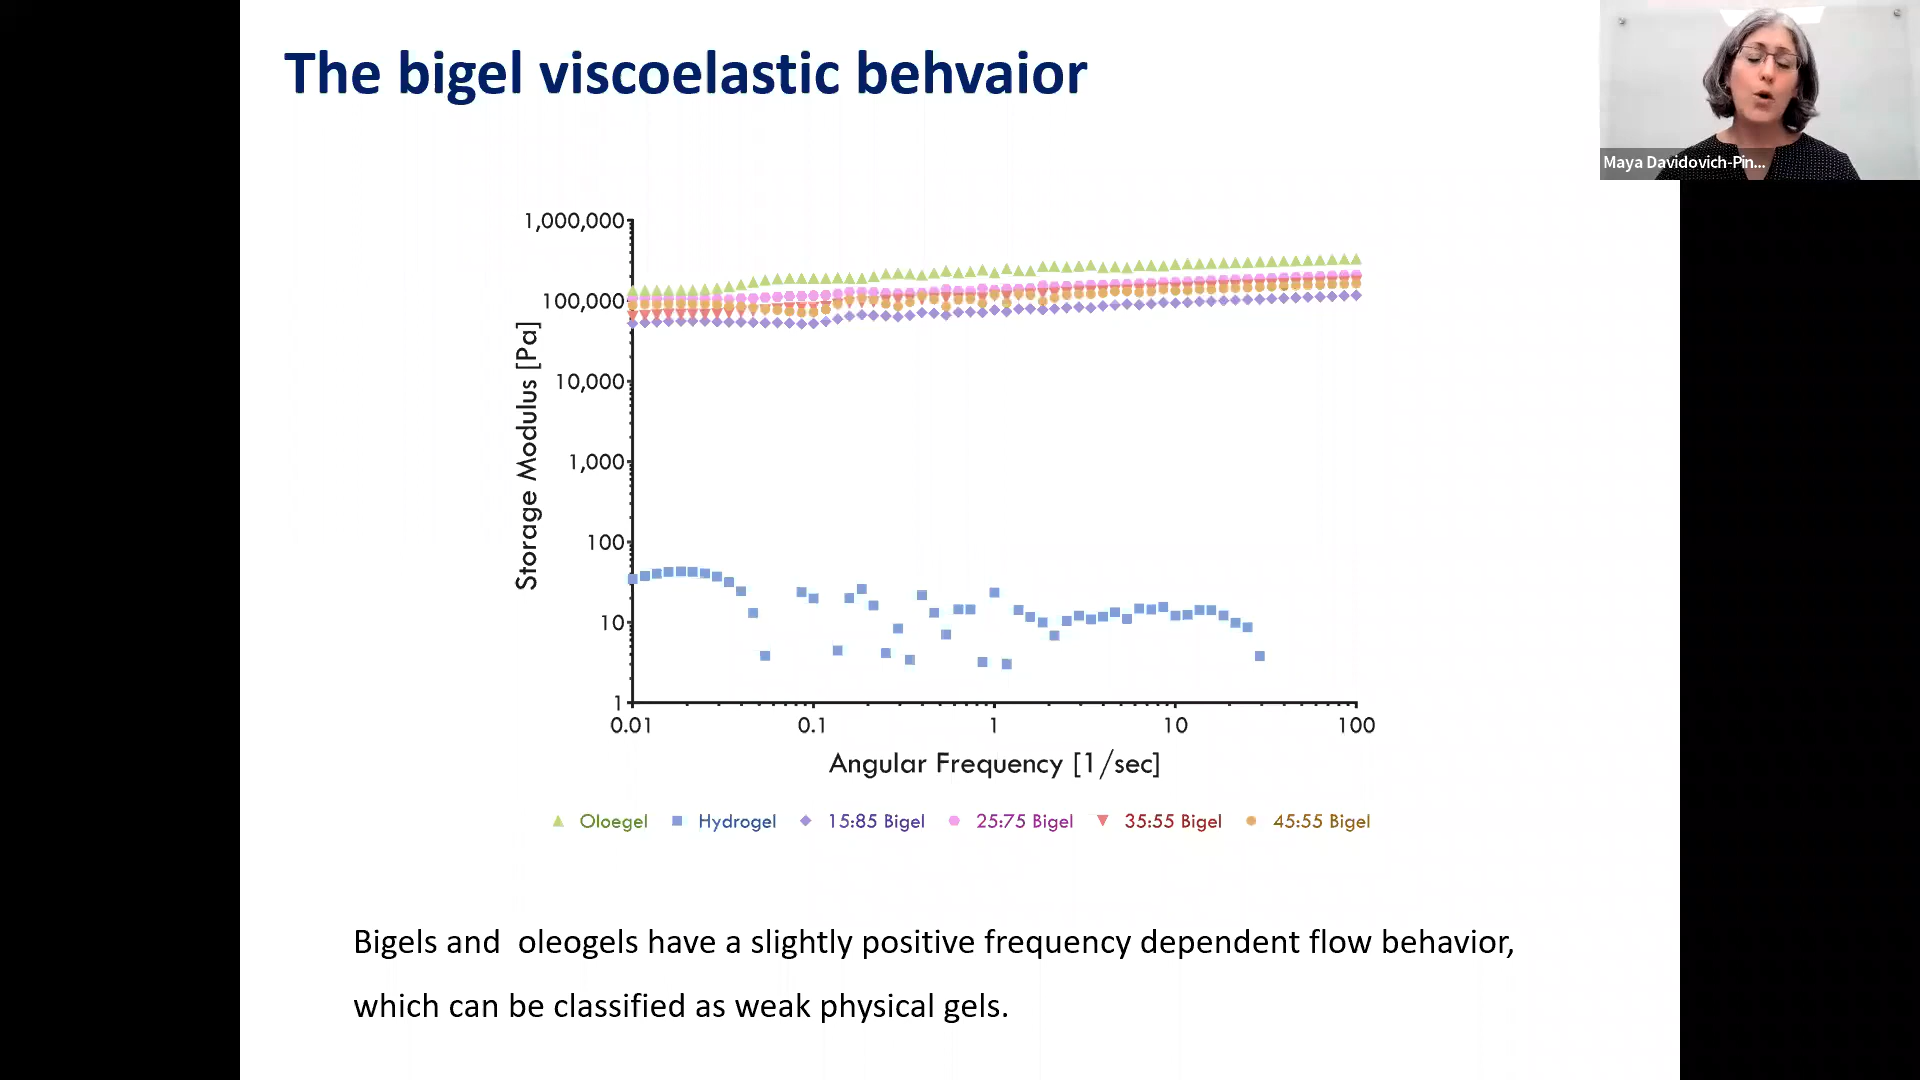 The bigel viscoelastic behvaior
Maya Davidovich-Pin...
1,000,000
100,000
10,000
1,000
100
10
1
Storage Modulus [Pa]
0.01 0.1 1 10 100
Angular Frequency [1/sec]
Oloegel Hydrogel 15:85 Bigel 25:75 Bigel 35:55 Bigel 45:55 Bigel
Bigels and oleogels have a slightly positive frequency dependent flow behavior,
which can be classified as weak physical gels.